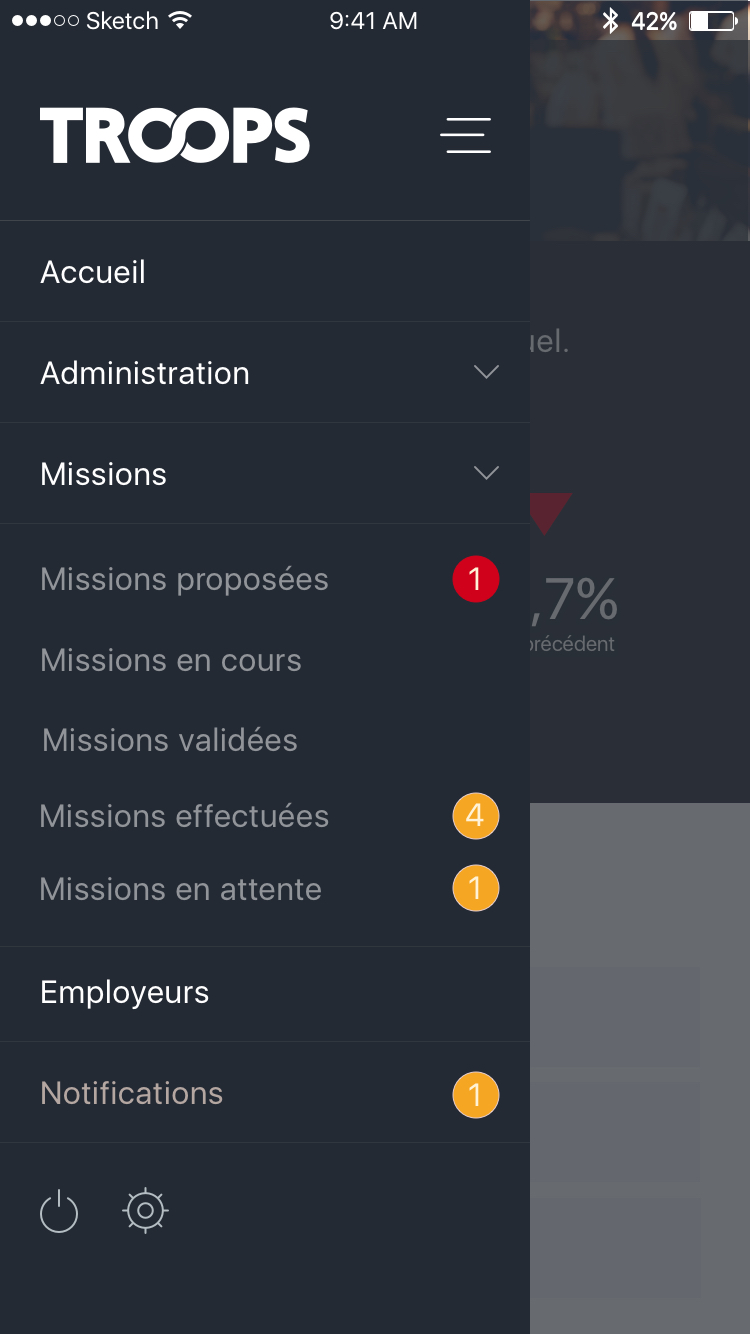 Sketch 9:41 AM 42%
TROOPS
Accueil
uel.
Administration
Missions
Missions proposées 1
,7%
précédent
Missions en cours
Missions validées
Missions effectuées 4
Missions en attente 1
Employeurs
Notifications 1